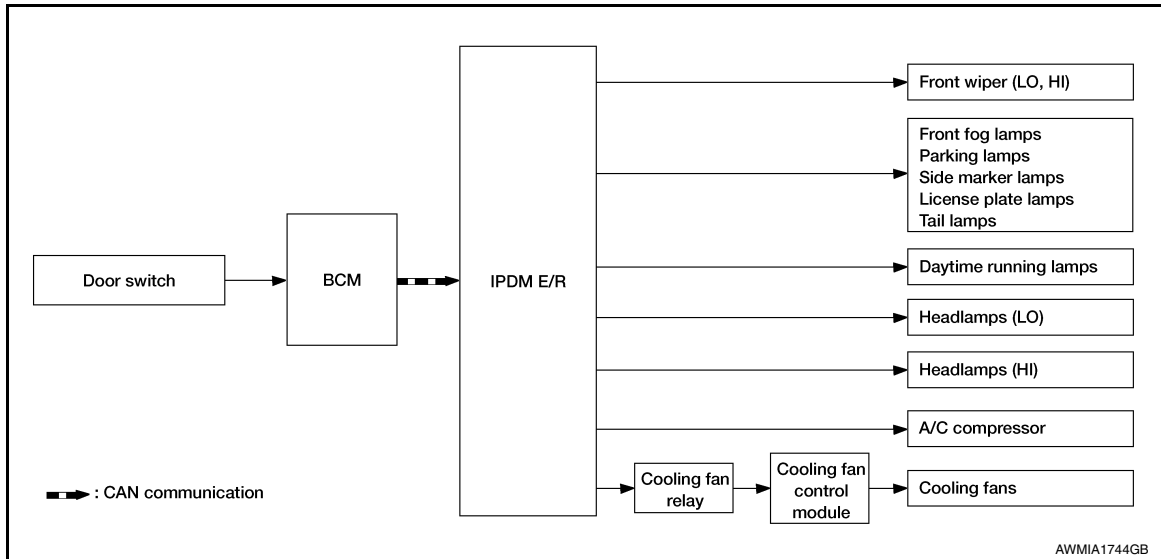 Front wiper (LO, HI)
Front fog lamps
Parking lamps
Side marker lamps
License plate lamps
Tail lamps
Door switch
BCM
IPDM E/R
Daytime running lamps
Headlamps (LO)
Headlamps (HI)
A/C compressor
Cooling fan
relay
Cooling fan
control
module
Cooling fans
: CAN communication
AWMIA1744GB